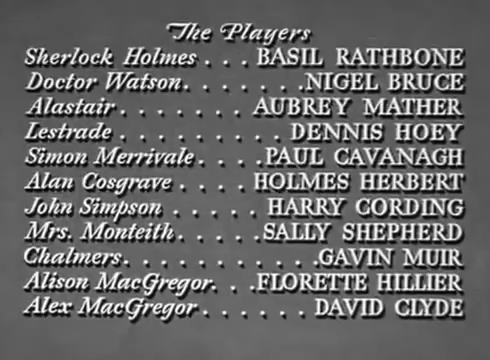 The Players
Sherlock Holmes . . . BASIL RATHBONE
Doctor Watson. . . . . . .NIGEL BRUCE
Alastair . . . . . . . . AUBREY MATHER
Lestrade . . . . . . . . . . DENNIS HOEY
Simon Merrivale. . . .PAUL CAVANAGH
Alan Cosgrave . . . . HOLMES HERBERT
John Simpson . . . . . HARRY CORDING
Mrs. Monteith. . . . .SALLY SHEPHERD
Chalmers. . . . . . . . . . . .GAVIN MUIR
Alison MacGregor. . .FLORETTE HILLIER
Alex MacGregor . . . . . . DAVID CLYDE